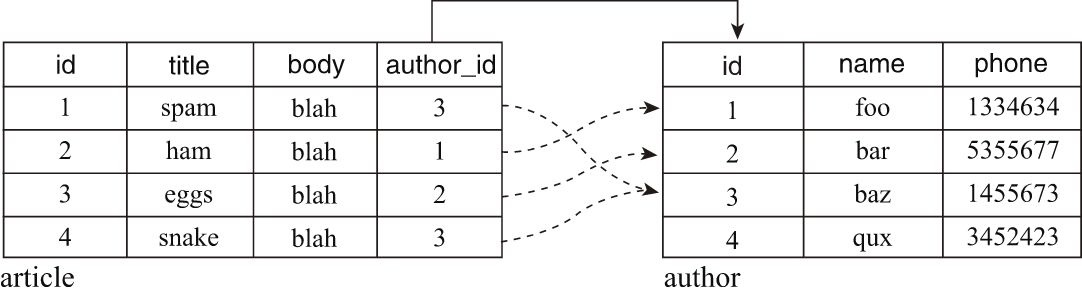 id title body author_id
1 spam blah 3
2 ham blah 1
3 eggs blah 2
4 snake blah 3
article
id name phone
1 foo 1334634
2 bar 5355677
3 baz 1455673
4 qux 3452423
author